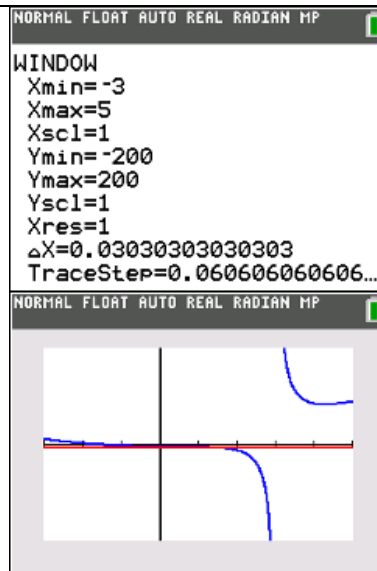 NORMAL FLOAT AUTO REAL RADIAN MP
WINDOW
Xmin=-3
Xmax=5
Xscl=1
Ymin=-200
Ymax=200
Yscl=1
Xres=1
△X=0.03030303030303
TraceStep=0.0606060606060…
NORMAL FLOAT AUTO REAL RADIAN MP